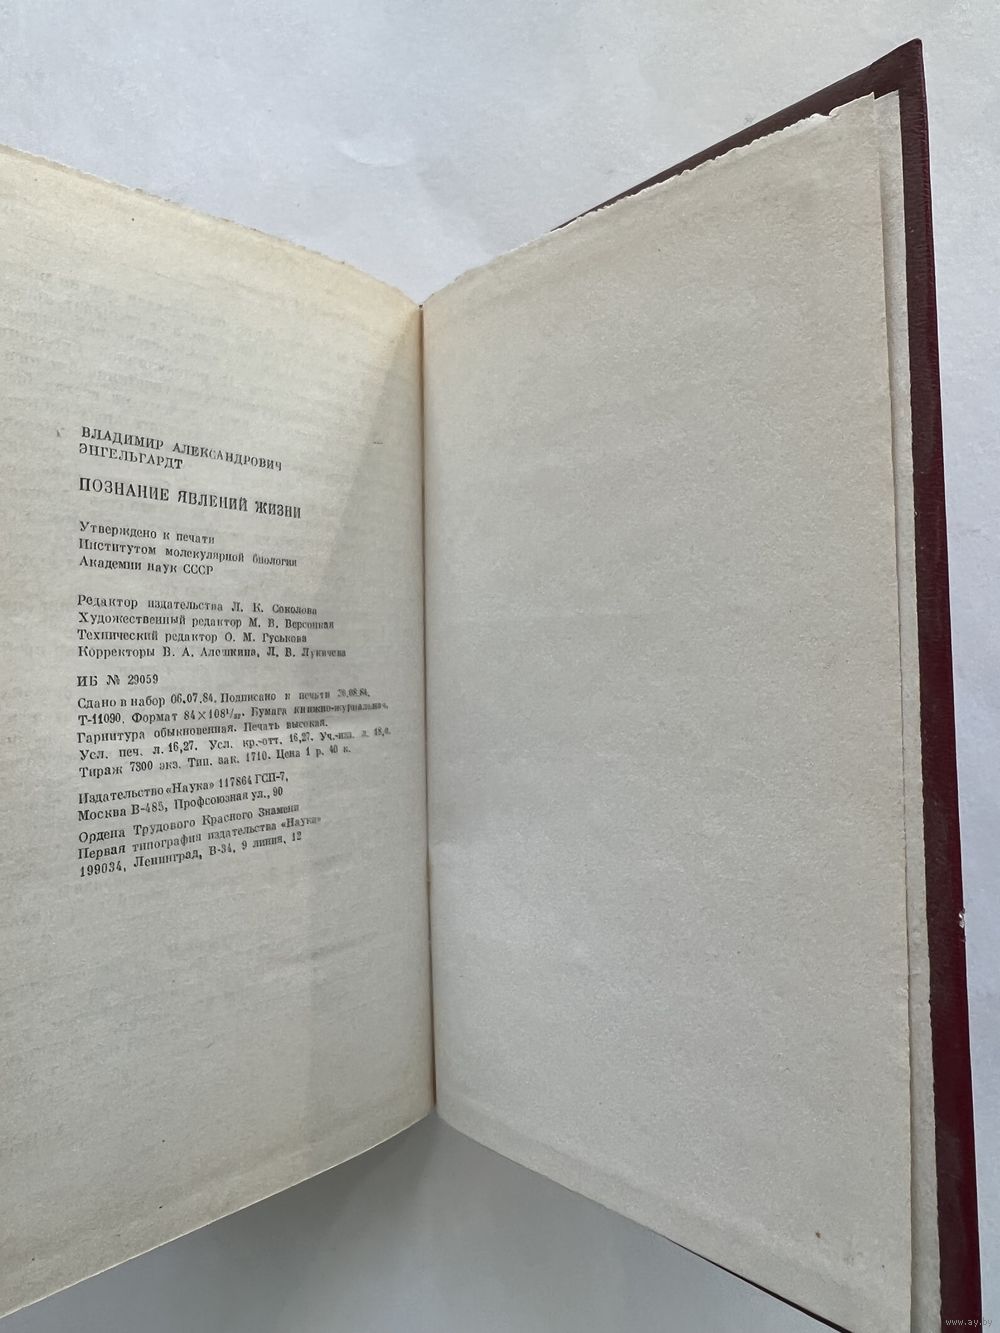 ВЛАДИМИР АЛЕКСАНДРОВИЧ
ЭНГЕЛЬГАРДТ
ПОЗНАНИЕ ЯВЛЕНИЙ ЖИЗНИ
Утверждено к печати
Институтом молекулярной биологии
Академии наук СССР
Редактор издательства Л. К. Соколова
Художественный редактор М. В. Версоцкая
Технический редактор О. М. Гуськова
Корректоры В. А. Алешкина, Л. В. Лукичева
ИБ № 29059
Сдано в набор 06.07.84. Подписано к печати 20.08.84.
Т-11090. Формат 84×108¹/₃₂. Бумага книжно-журнальная.
Гарнитура обыкновенная. Печать высокая.
Усл. печ. л. 16,27. Усл. кр.-отт. 16,27. Уч.-изд. л. 18,0.
Тираж 7300 экз. Тип. зак. 1710. Цена 1 р. 40 к.
Издательство «Наука» 117864 ГСП-7,
Москва В-485, Профсоюзная ул., 90
Ордена Трудового Красного Знамени
Первая типография издательства «Наука»
199034, Ленинград, В-34, 9 линия, 12
www.ay.by